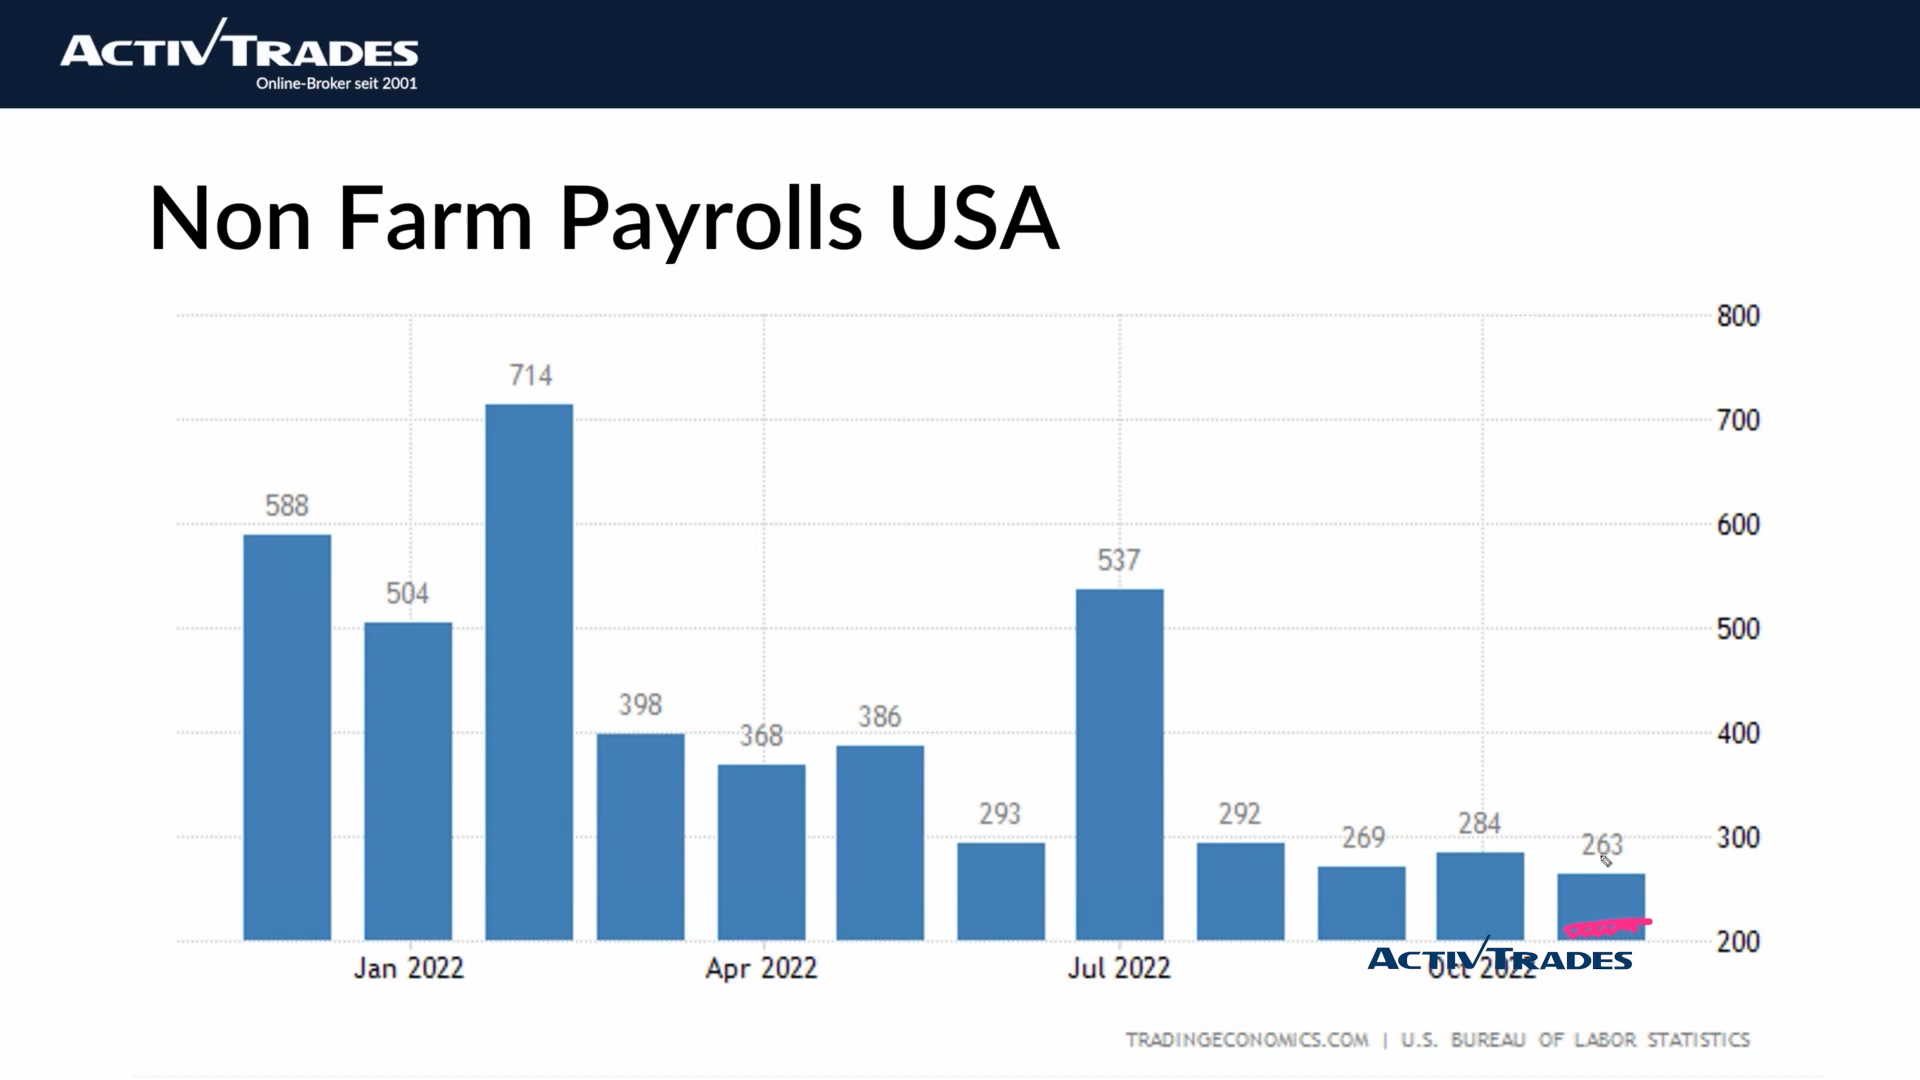 ACTIVTRADES
Online-Broker seit 2001
Non Farm Payrolls USA
800
714
700
588
600
537
504
500
398
368
386
400
293
292
269
284
263
300
200
Jan 2022
Apr 2022
Jul 2022
Oct 2022
ACTIVTRADES
TRADINGECONOMICS.COM | U.S. BUREAU OF LABOR STATISTICS